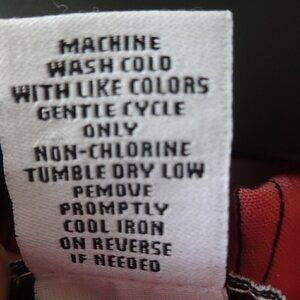 MACHINE
WASH COLD
WITH LIKE COLORS
GENTLE CYCLE
ONLY
NON-CHLORINE
TUMBLE DRY LOW
PEMOVE
PROMPTLY
COOL IRON
ON REVERSE
IF NEEDED